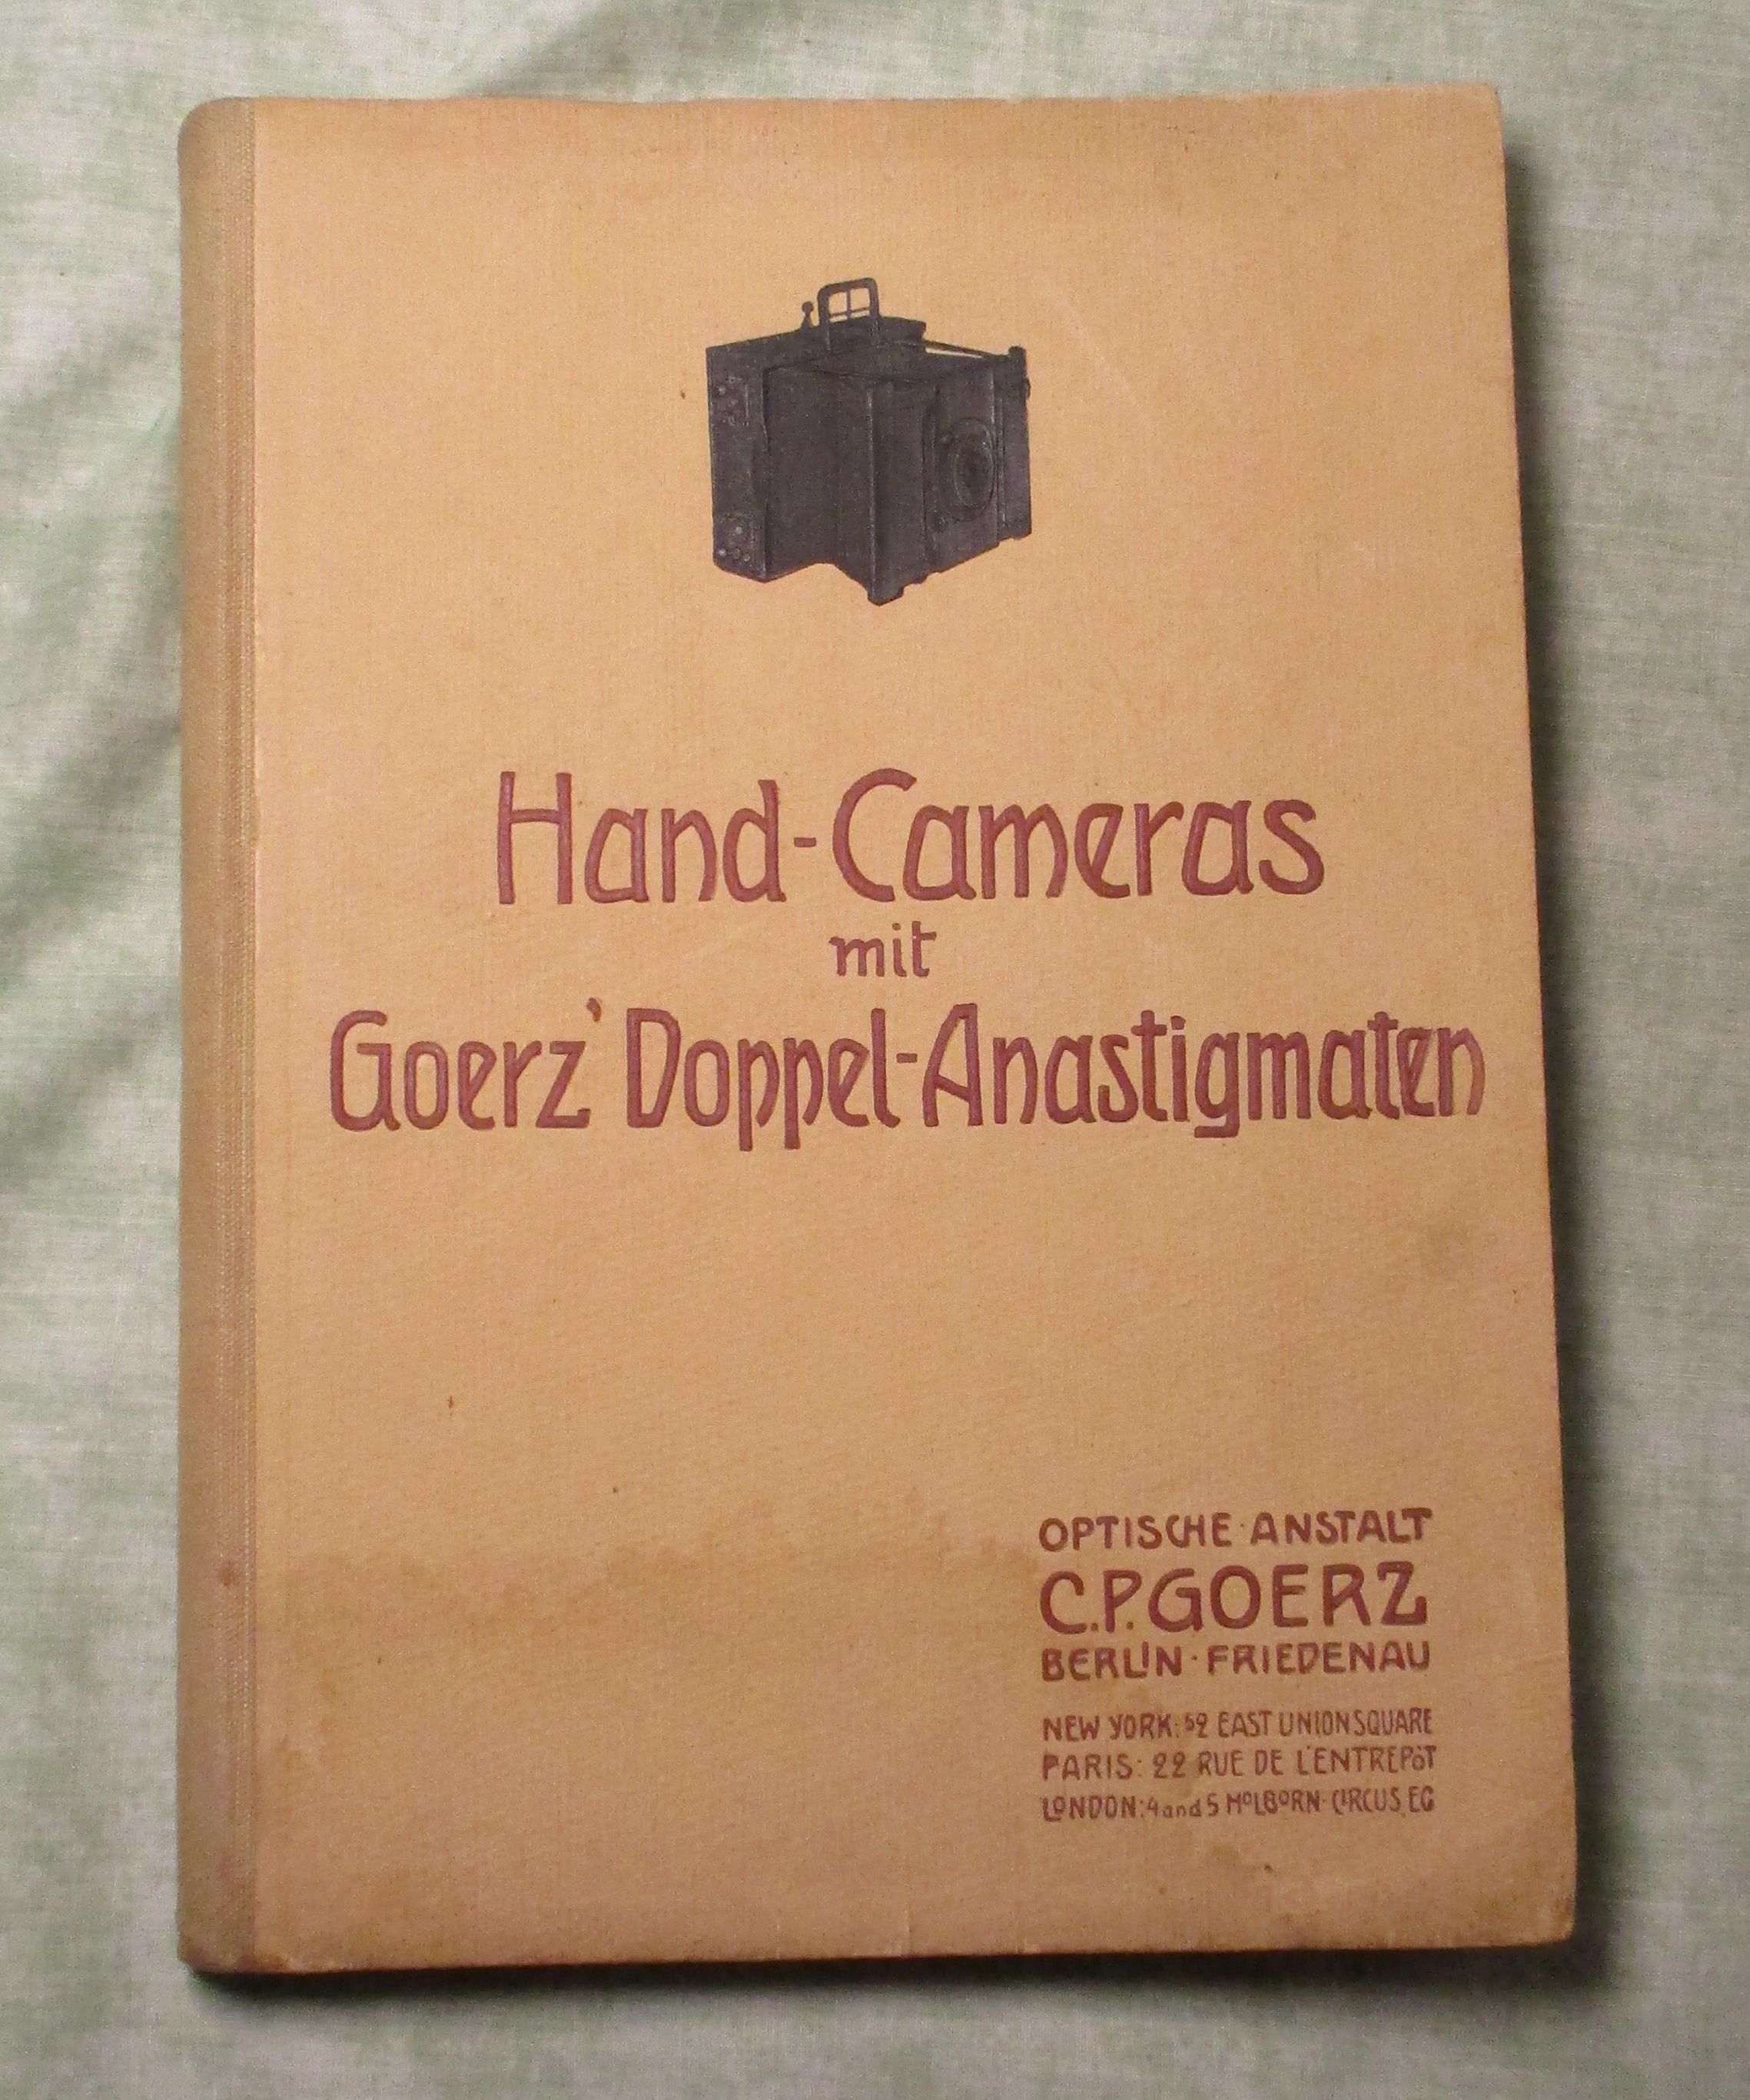 Hand-Cameras
mit
Goerz' Doppel-Anastigmaten
OPTISCHE·ANSTALT
C.P.GOERZ
BERLIN·FRIEDENAU
NEW YORK: 52 EAST UNION SQUARE
PARIS: 22 RUE DE L'ENTREPÔT
LONDON: 4 and 5 HOLBORN-CIRCUS, EC